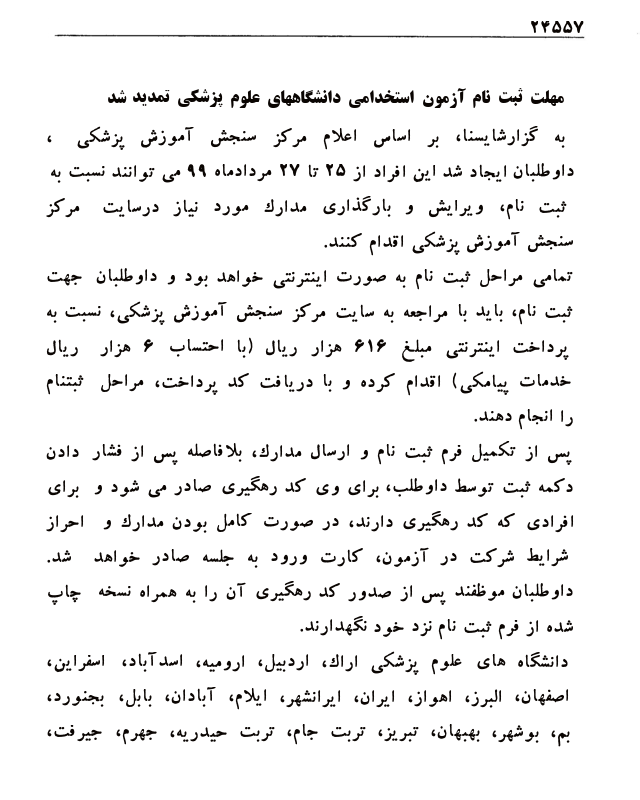 ۲۴۵۵۷
مهلت ثبت نام آزمون استخدامی دانشگاههای علوم پزشکی تمدید شد
به گزارشایسنا، بر اساس اعلام مرکز سنجش آموزش پزشکی ،
داوطلبان ایجاد شد این افراد از ۲۵ تا ۲۷ مردادماه ۹۹ می توانند نسبت به
ثبت نام، ویرایش و بارگذاری مدارك مورد نیاز درسایت مرکز
سنجش آموزش پزشکی اقدام کنند.
تمامی مراحل ثبت نام به صورت اینترنتی خواهد بود و داوطلبان جهت
ثبت نام، باید با مراجعه به سایت مرکز سنجش آموزش پزشکی، نسبت به
پرداخت اینترنتی مبلغ ۶۱۶ هزار ریال (با احتساب ۶ هزار ریال
خدمات پیامکی) اقدام کرده و با دریافت کد پرداخت، مراحل ثبتنام
را انجام دهند.
پس از تکمیل فرم ثبت نام و ارسال مدارك، بلافاصله پس از فشار دادن
دکمه ثبت توسط داوطلب، برای وی کد رهگیری صادر می شود و برای
افرادی که کد رهگیری دارند، در صورت کامل بودن مدارك و احراز
شرایط شرکت در آزمون، کارت ورود به جلسه صادر خواهد شد.
داوطلبان موظفند پس از صدور کد رهگیری آن را به همراه نسخه چاپ
شده از فرم ثبت نام نزد خود نگهدارند.
دانشگاه های علوم پزشکی اراك، اردبیل، ارومیه، اسدآباد، اسفراین،
اصفهان، البرز، اهواز، ایران، ایرانشهر، ایلام، آبادان، بابل، بجنورد،
بم، بوشهر، بهبهان، تبریز، تربت جام، تربت حیدریه، جهرم، جیرفت،